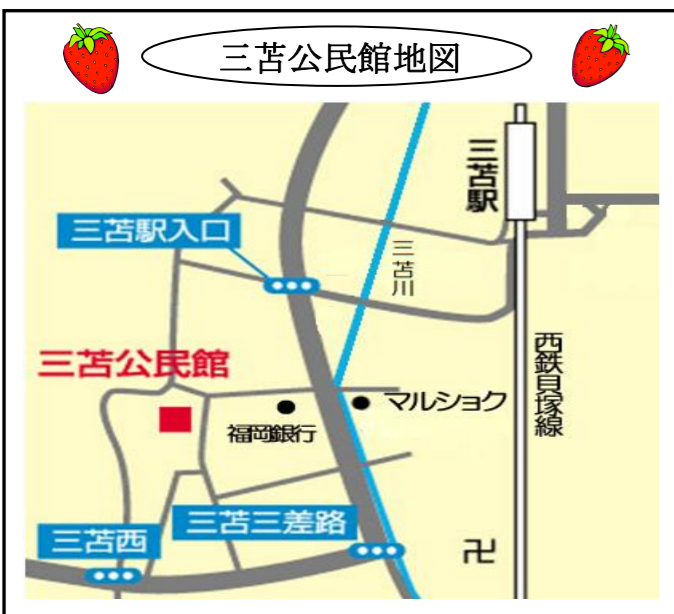 三苫公民館地図
三苫駅
三苫駅入口
三苫川
三苫公民館
西鉄貝塚線
マルショク
福岡銀行
三苫三差路
三苫西
卍